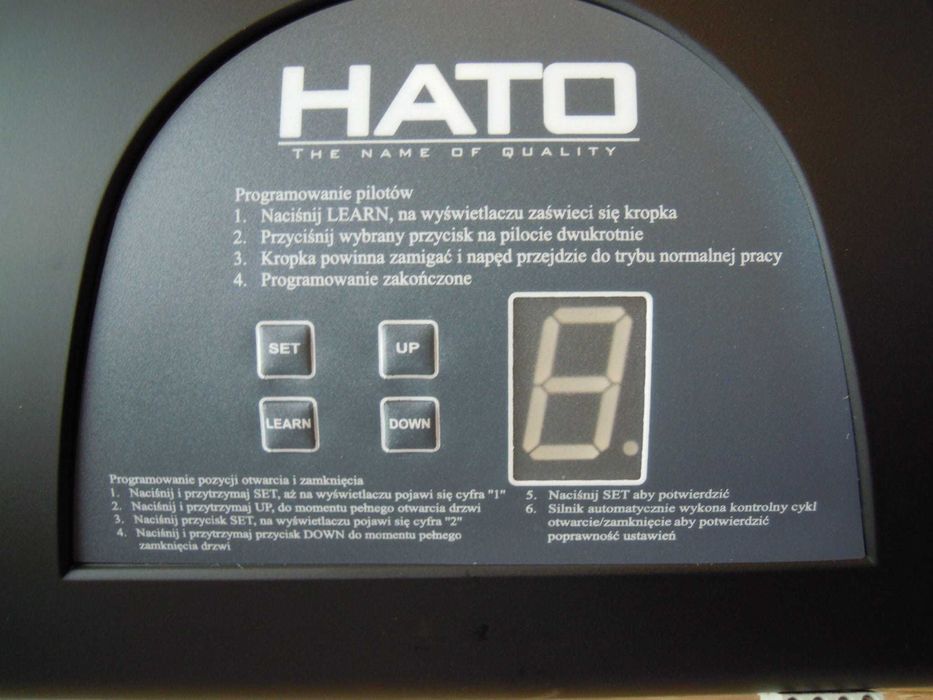 HATO
THE NAME OF QUALITY
Programowanie pilotów
1. Naciśnij LEARN, na wyświetlaczu zaświeci się kropka
2. Przyciśnij wybrany przycisk na pilocie dwukrotnie
3. Kropka powinna zamigać i napęd przejdzie do trybu normalnej pracy
4. Programowanie zakończone
SET
UP
LEARN
DOWN
8.
Programowanie pozycji otwarcia i zamknięcia
1. Naciśnij i przytrzymaj SET, aż na wyświetlaczu pojawi się cyfra "1"
2. Naciśnij i przytrzymaj UP, do momentu pełnego otwarcia drzwi
3. Naciśnij przycisk SET, na wyświetlaczu pojawi się cyfra "2"
4. Naciśnij i przytrzymaj przycisk DOWN do momentu pełnego
zamknięcia drzwi
5. Naciśnij SET aby potwierdzić
6. Silnik automatycznie wykona kontrolny cykl
otwarcie/zamknięcie aby potwierdzić
poprawność ustawień